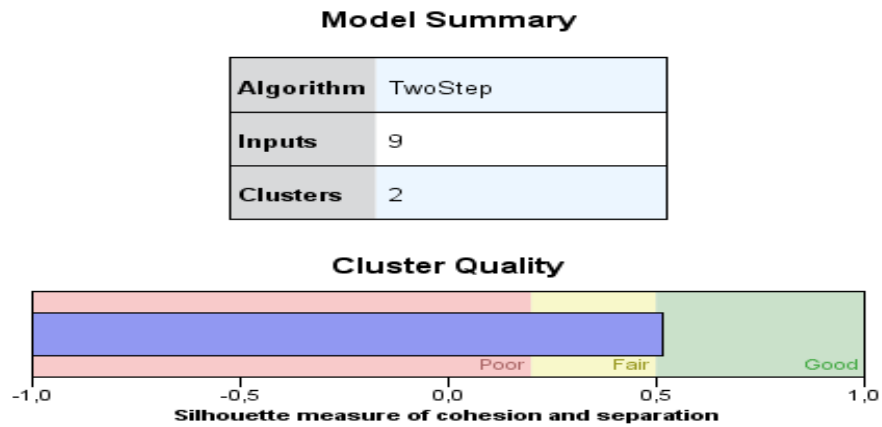 Model Summary
Algorithm TwoStep
Inputs 9
Clusters 2
Cluster Quality
Poor Fair Good
-1,0 -0,5 0,0 0,5 1,0
Silhouette measure of cohesion and separation